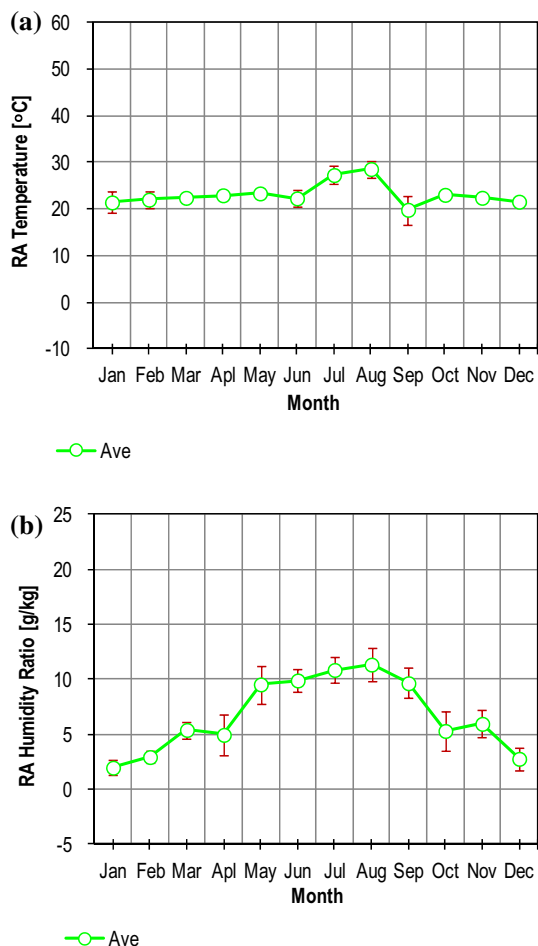 (a)
RA Temperature [ºC]
60
50
40
30
20
10
0
-10
Jan Feb Mar Apl May Jun Jul Aug Sep Oct Nov Dec
Month
Ave
(b)
RA Humidity Ratio [g/kg]
25
20
15
10
5
0
-5
Jan Feb Mar Apl May Jun Jul Aug Sep Oct Nov Dec
Month
Ave